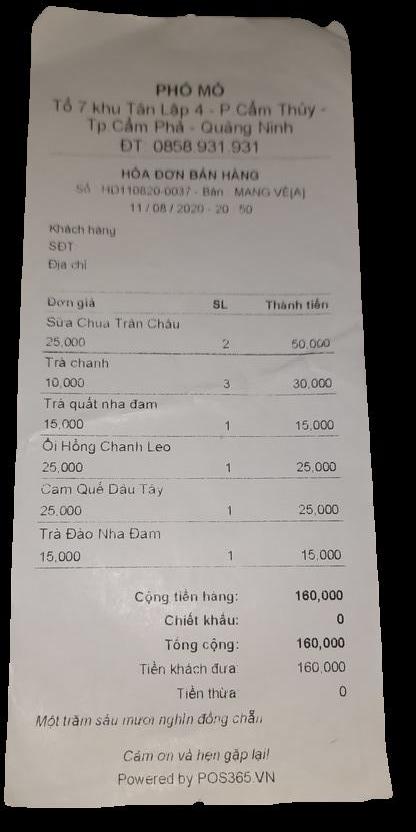 PHỐ MỎ
Tổ 7 khu Tân Lập 4 - P Cẩm Thủy -
Tp Cẩm Phả - Quảng Ninh
ĐT 0858.931.931
HÓA ĐƠN BÁN HÀNG
Số HD110820-0037 - Bàn MANG VỀ(A)
11/08/2020 - 20 50
Khách hàng
SĐT
Địa chỉ
Đơn giá SL Thành tiền
Sữa Chua Trân Châu
25,000 2 50,000
Trà chanh
10,000 3 30,000
Trà quất nha đam
15,000 1 15,000
Ổi Hồng Chanh Leo
25,000 1 25,000
Cam Quế Dâu Tây
25,000 1 25,000
Trà Đào Nha Đam
15,000 1 15,000
Cộng tiền hàng: 160,000
Chiết khấu: 0
Tổng cộng: 160,000
Tiền khách đưa 160,000
Tiền thừa 0
Một trăm sáu mươi nghìn đồng chẵn
Cám ơn và hẹn gặp lại!
Powered by POS365.VN